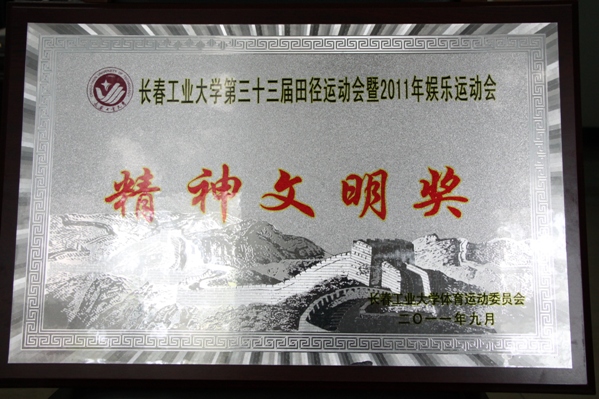 长春工业大学第三十三届田径运动会暨2011年娱乐运动会
精神文明奖
长春工业大学体育运动委员会
二〇一一年九月